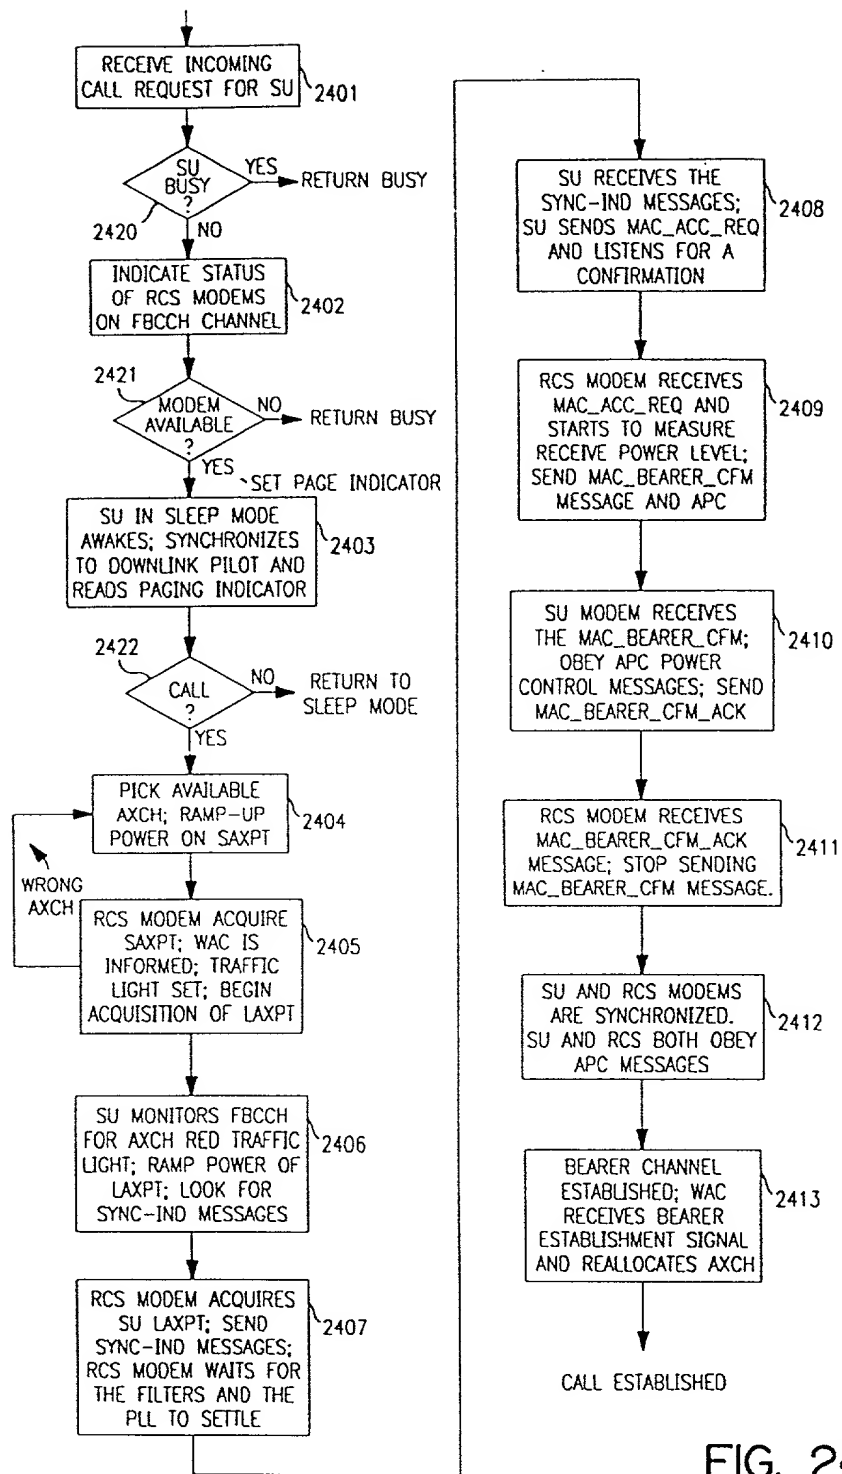 RECEIVE INCOMING
CALL REQUEST FOR SU
2401
SU
BUSY
?
YES
RETURN BUSY
2420
NO
INDICATE STATUS
OF RCS MODEMS
ON FBCCH CHANNEL
2402
2421
MODEM
AVAILABLE
?
NO
RETURN BUSY
YES
SET PAGE INDICATOR
SU IN SLEEP MODE
AWAKES; SYNCHRONIZES
TO DOWNLINK PILOT AND
READS PAGING INDICATOR
2403
2422
CALL
?
NO
RETURN TO
SLEEP MODE
YES
PICK AVAILABLE
AXCH; RAMP-UP
POWER ON SAXPT
2404
WRONG
AXCH
RCS MODEM ACQUIRE
SAXPT; WAC IS
INFORMED; TRAFFIC
LIGHT SET; BEGIN
ACQUISITION OF LAXPT
2405
SU MONITORS FBCCH
FOR AXCH RED TRAFFIC
LIGHT; RAMP POWER OF
LAXPT; LOOK FOR
SYNC-IND MESSAGES
2406
RCS MODEM ACQUIRES
SU LAXPT; SEND
SYNC-IND MESSAGES;
RCS MODEM WAITS FOR
THE FILTERS AND THE
PLL TO SETTLE
2407
SU RECEIVES THE
SYNC-IND MESSAGES;
SU SENDS MAC_ACC_REQ
AND LISTENS FOR A
CONFIRMATION
2408
RCS MODEM RECEIVES
MAC_ACC_REQ AND
STARTS TO MEASURE
RECEIVE POWER LEVEL;
SEND MAC_BEARER_CFM
MESSAGE AND APC
2409
SU MODEM RECEIVES
THE MAC_BEARER_CFM;
OBEY APC POWER
CONTROL MESSAGES; SEND
MAC_BEARER_CFM_ACK
2410
RCS MODEM RECEIVES
MAC_BEARER_CFM_ACK
MESSAGE; STOP SENDING
MAC_BEARER_CFM MESSAGE.
2411
SU AND RCS MODEMS
ARE SYNCHRONIZED.
SU AND RCS BOTH OBEY
APC MESSAGES
2412
BEARER CHANNEL
ESTABLISHED; WAC
RECEIVES BEARER
ESTABLISHMENT SIGNAL
AND REALLOCATES AXCH
2413
CALL ESTABLISHED
FIG.